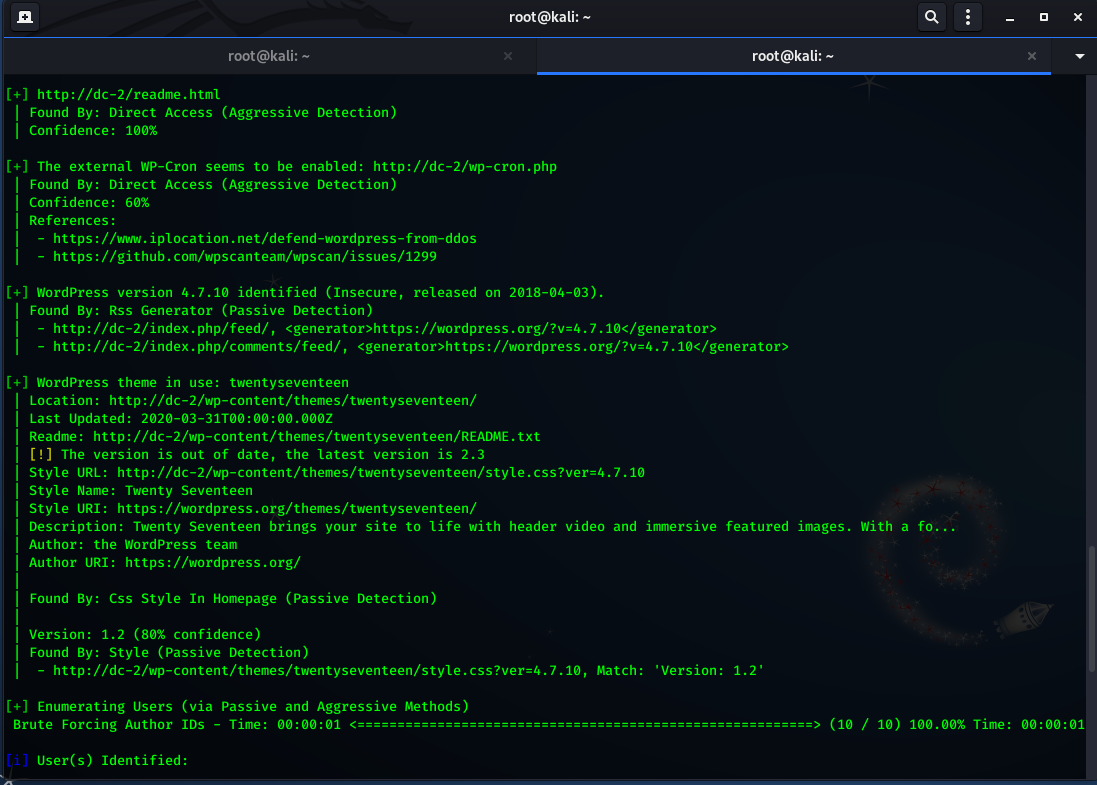 root@kali: ~
root@kali: ~
root@kali: ~
[+] http://dc-2/readme.html
| Found By: Direct Access (Aggressive Detection)
| Confidence: 100%
[+] The external WP-Cron seems to be enabled: http://dc-2/wp-cron.php
| Found By: Direct Access (Aggressive Detection)
| Confidence: 60%
| References:
|  - https://www.iplocation.net/defend-wordpress-from-ddos
|  - https://github.com/wpscanteam/wpscan/issues/1299
[+] WordPress version 4.7.10 identified (Insecure, released on 2018-04-03).
| Found By: Rss Generator (Passive Detection)
|  - http://dc-2/index.php/feed/, <generator>https://wordpress.org/?v=4.7.10</generator>
|  - http://dc-2/index.php/comments/feed/, <generator>https://wordpress.org/?v=4.7.10</generator>
[+] WordPress theme in use: twentyseventeen
| Location: http://dc-2/wp-content/themes/twentyseventeen/
| Last Updated: 2020-03-31T00:00:00.000Z
| Readme: http://dc-2/wp-content/themes/twentyseventeen/README.txt
| [!] The version is out of date, the latest version is 2.3
| Style URL: http://dc-2/wp-content/themes/twentyseventeen/style.css?ver=4.7.10
| Style Name: Twenty Seventeen
| Style URI: https://wordpress.org/themes/twentyseventeen/
| Description: Twenty Seventeen brings your site to life with header video and immersive featured images. With a fo...
| Author: the WordPress team
| Author URI: https://wordpress.org/
|
| Found By: Css Style In Homepage (Passive Detection)
|
| Version: 1.2 (80% confidence)
| Found By: Style (Passive Detection)
|  - http://dc-2/wp-content/themes/twentyseventeen/style.css?ver=4.7.10, Match: 'Version: 1.2'
[+] Enumerating Users (via Passive and Aggressive Methods)
Brute Forcing Author IDs - Time: 00:00:01 <=========================================================> (10 / 10) 100.00% Time: 00:00:01
[i] User(s) Identified: